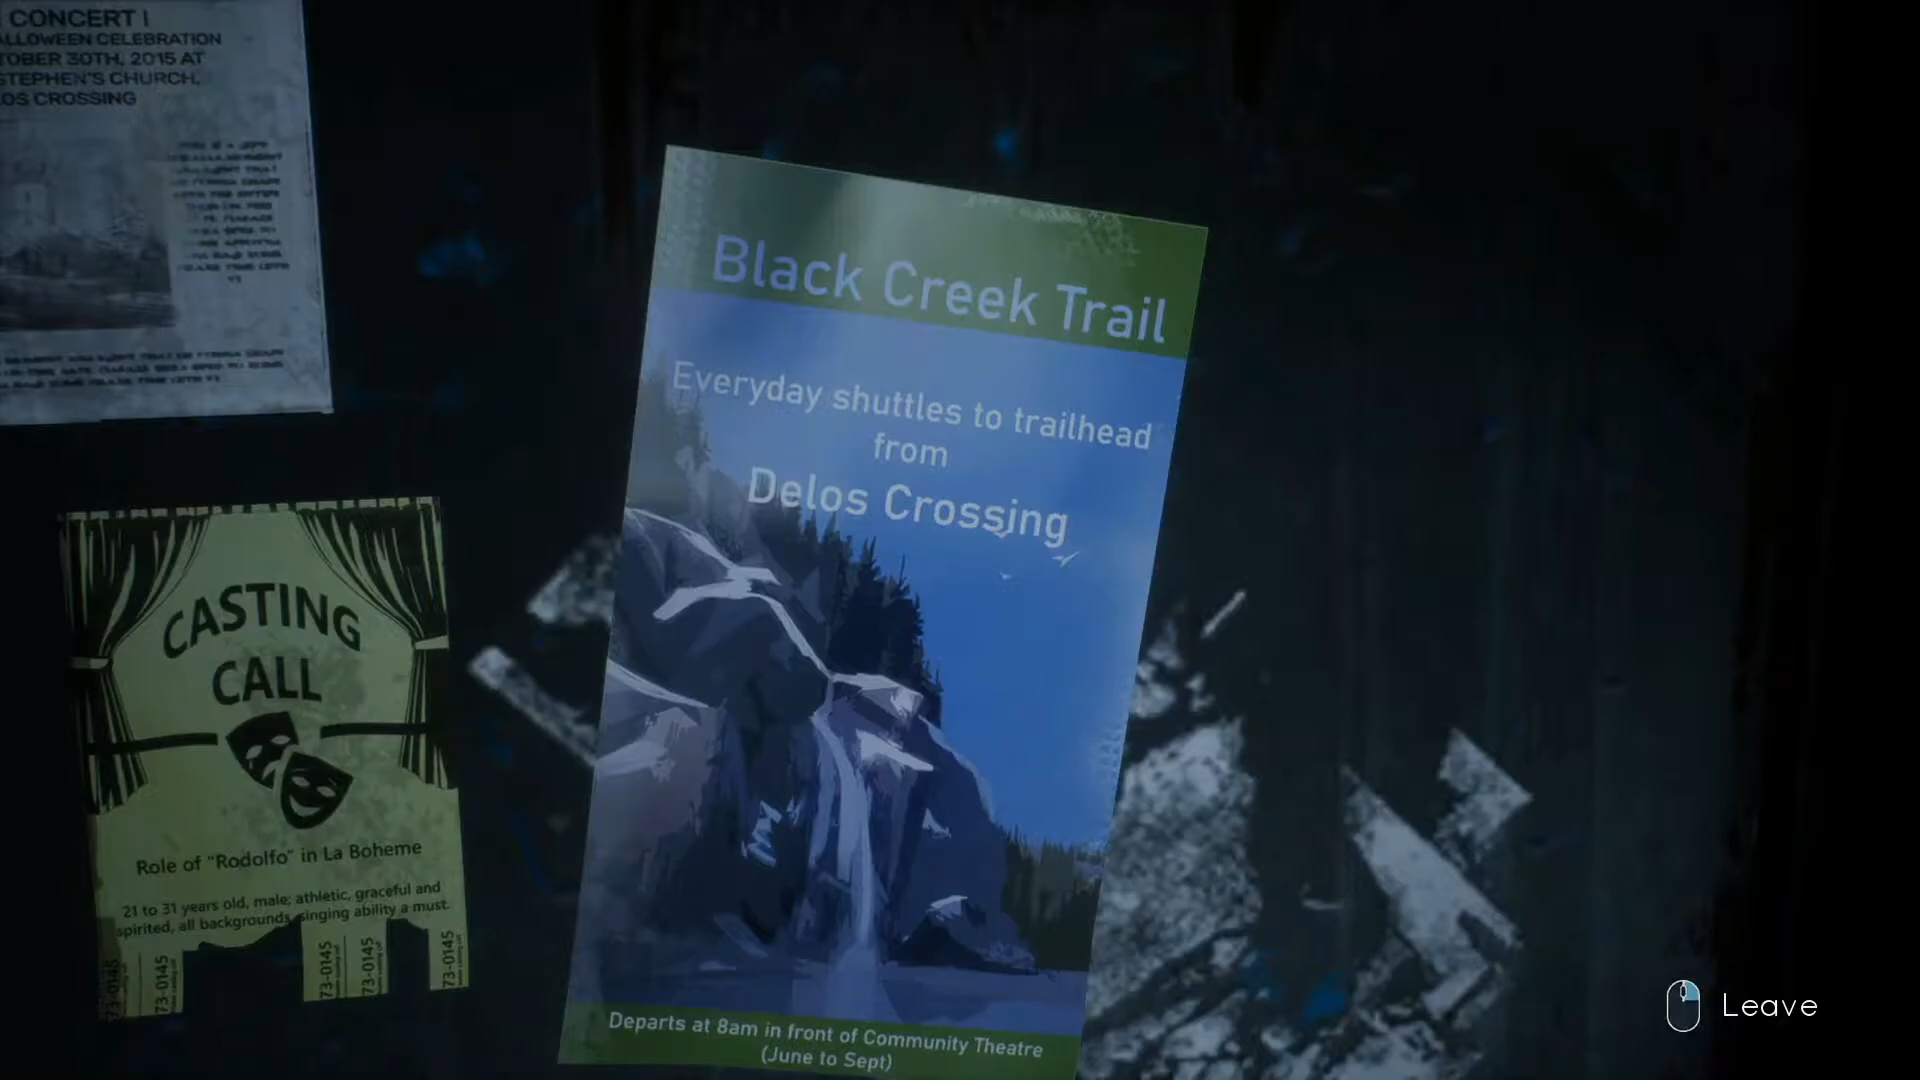 CONCERT !
ALLOWEEN CELEBRATION
TOBER 30TH, 2015 AT
STEPHEN'S CHURCH,
LOS CROSSING
Black Creek Trail
Everyday shuttles to trailhead
from
Delos Crossing
Departs at 8am in front of Community Theatre
(June to Sept)
CASTING
CALL
Role of "Rodolfo" in La Boheme
21 to 31 years old, male; athletic, graceful and
spirited, all backgrounds, singing ability a must.
73-0145
73-0145
73-0145
73-0145
73-0145
Leave